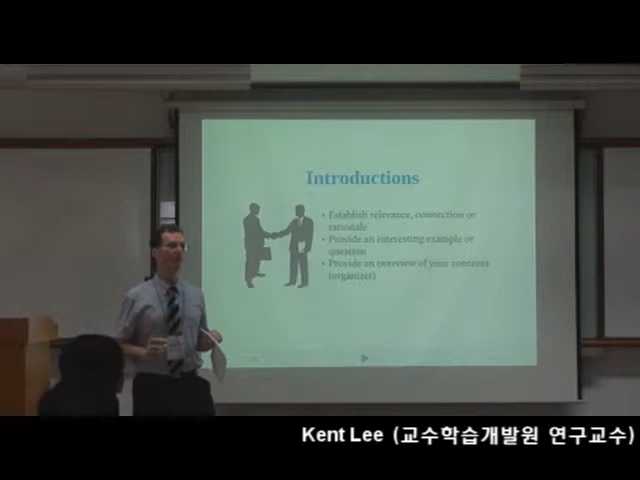 Introductions
• Establish relevance, connection or
rationale
• Provide an interesting example or
question
• Provide an overview of your contents
(organizer)
Kent Lee (교수학습개발원 연구교수)